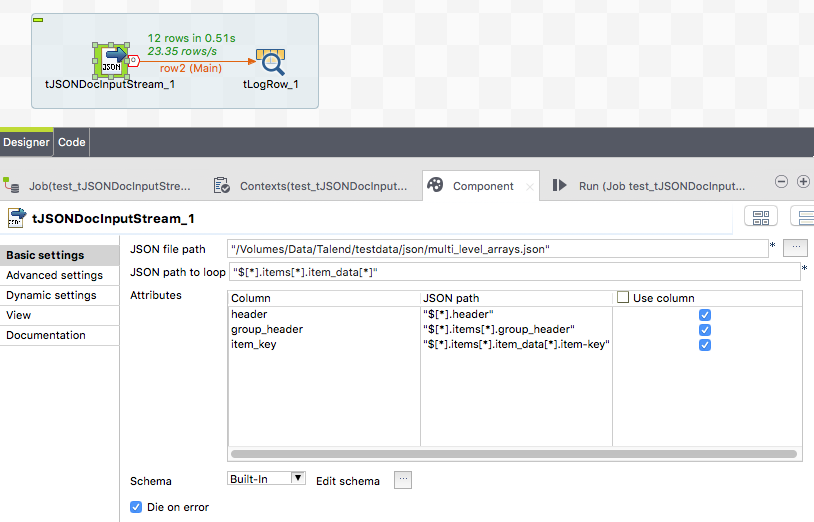 12 rows in 0.51s
23.35 rows/s
row2 (Main)
JSON
tJSONDocInputStream_1
tLogRow_1
Designer
Code
Job(test_tJSONDocInputStre...
Contexts(test_tJSONDocInput...
Component
Run (Job test_tJSONDocInput...
tJSONDocInputStream_1
Basic settings
Advanced settings
Dynamic settings
View
Documentation
JSON file path
"/Volumes/Data/Talend/testdata/json/multi_level_arrays.json"
*
...
JSON path to loop
"$[*].items[*].item_data[*]"
*
Attributes
Column JSON path Use column
header "$[*].header"
group_header "$[*].items[*].group_header"
item_key "$[*].items[*].item_data[*].item-key"
Schema
Built-In
Edit schema
...
Die on error